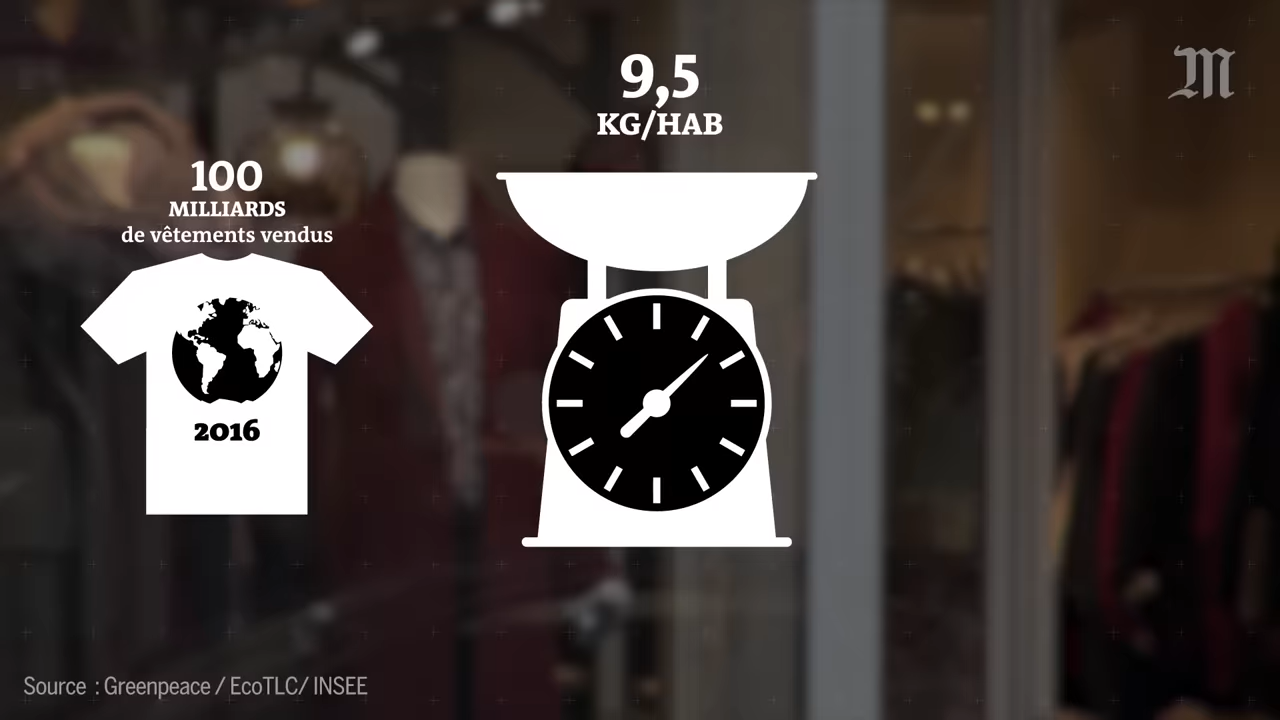 100
MILLIARDS
de vêtements vendus
2016
9,5
KG/HAB
M
Source : Greenpeace / EcoTLC/ INSEE